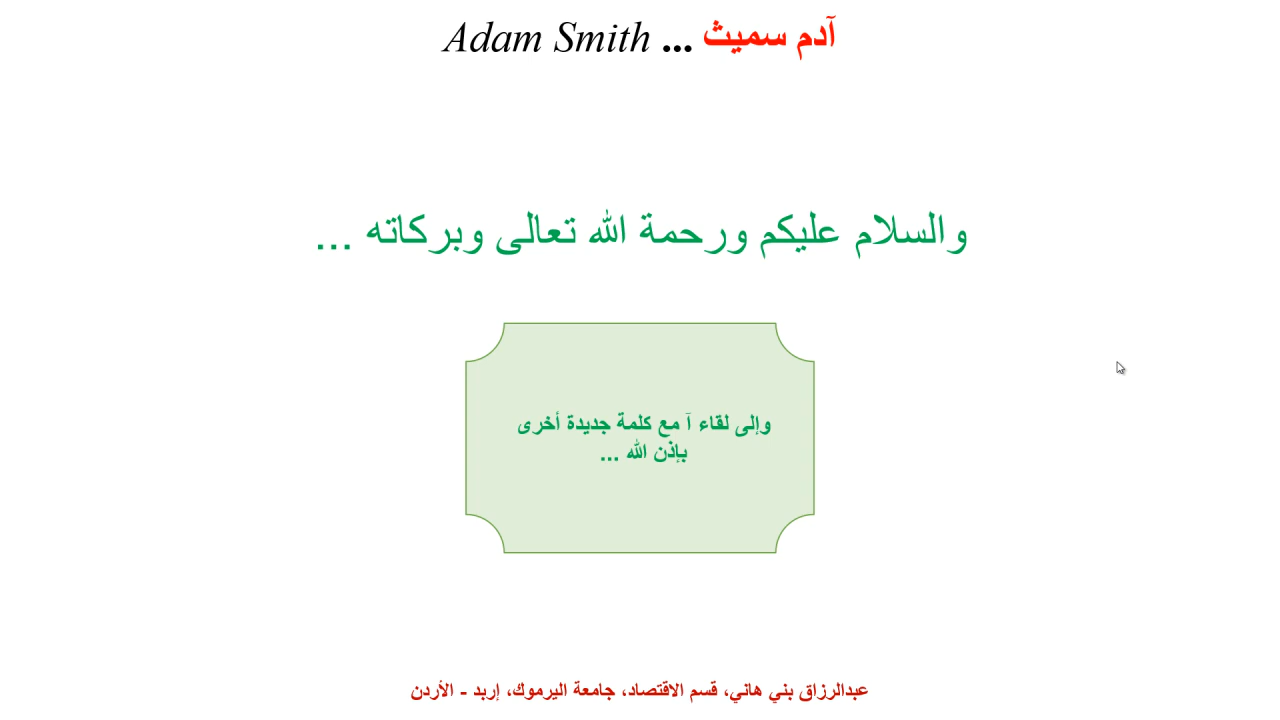 آدم سميث ... Adam Smith
والسلام عليكم ورحمة الله تعالى وبركاته ...
وإلى لقاء آ مع كلمة جديدة أخرى
بإذن الله ...
عبدالرزاق بني هاني، قسم الاقتصاد، جامعة اليرموك، إربد - الأردن